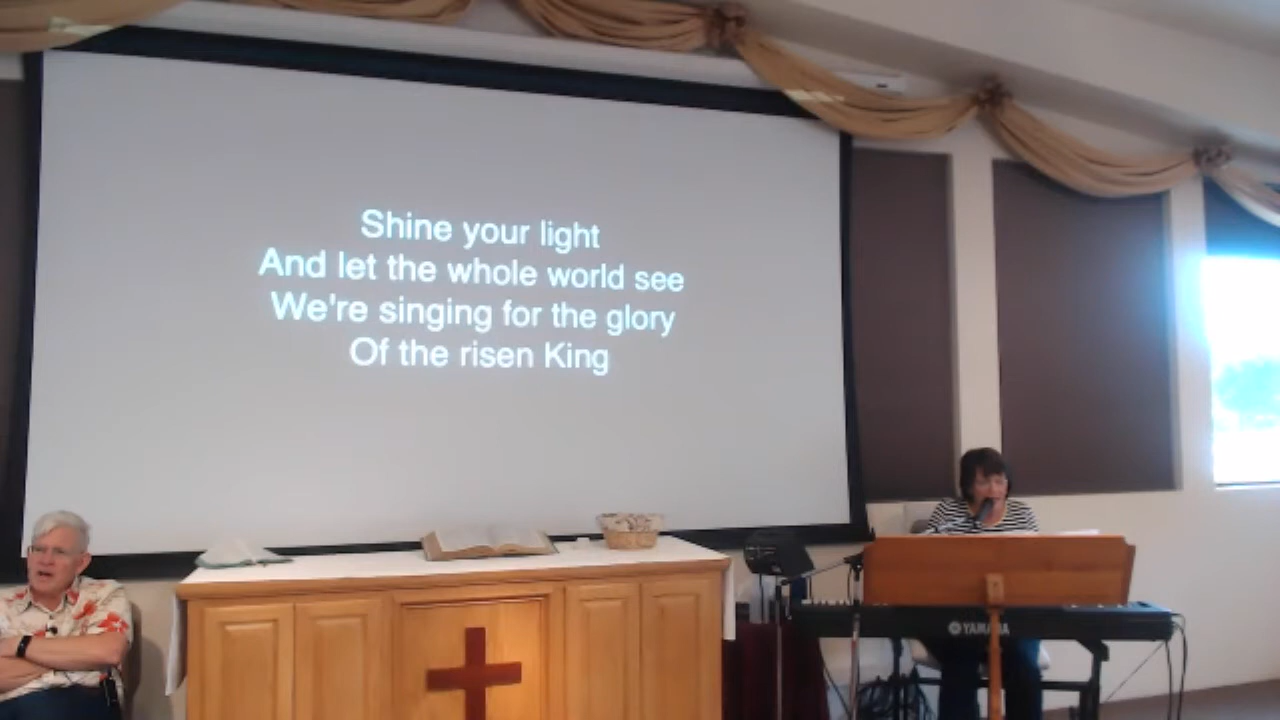 Shine your light
And let the whole world see
We're singing for the glory
Of the risen King
YAMAHA